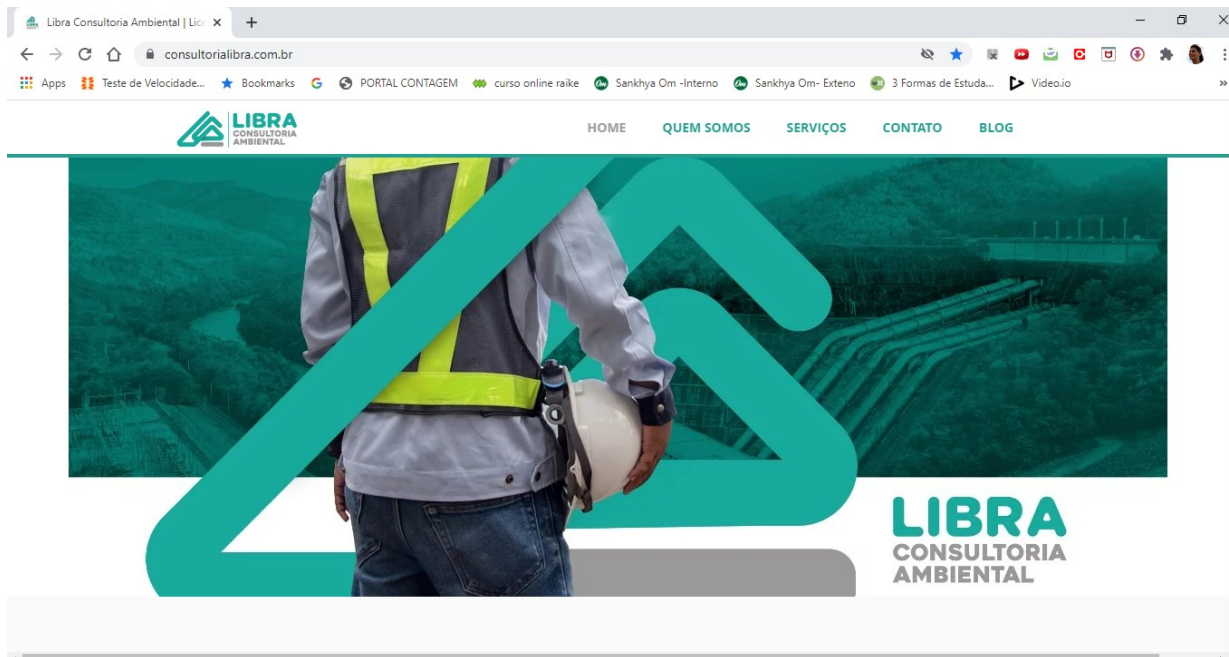 Libra Consultoria Ambiental | Lice
consultorialibra.com.br
Apps Teste de Velocidade... Bookmarks PORTAL CONTAGEM curso online raike Sankhya Om -Interno Sankhya Om- Exteno 3 Formas de Estuda... Video.io »
LIBRA
CONSULTORIA
AMBIENTAL
HOME QUEM SOMOS SERVIÇOS CONTATO BLOG
LIBRA
CONSULTORIA
AMBIENTAL